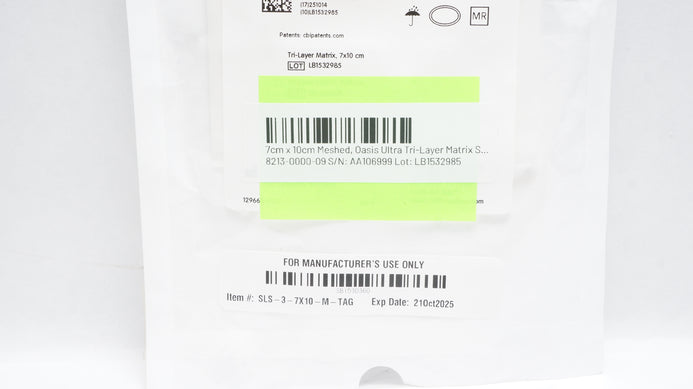 (17)251014
(10)LB1532985
MR
Patents: cbipatents.com
Tri-Layer Matrix, 7x10 cm
LOT LB1532985
7cm x 10cm Meshed, Oasis Ultra Tri-Layer Matrix S...
8213-0000-09 S/N: AA106999 Lot: LB1532985
12966
om
FOR MANUFACTURER'S USE ONLY
Item #: SLS-3-7X10-M-TAG Exp Date: 21Oct2025